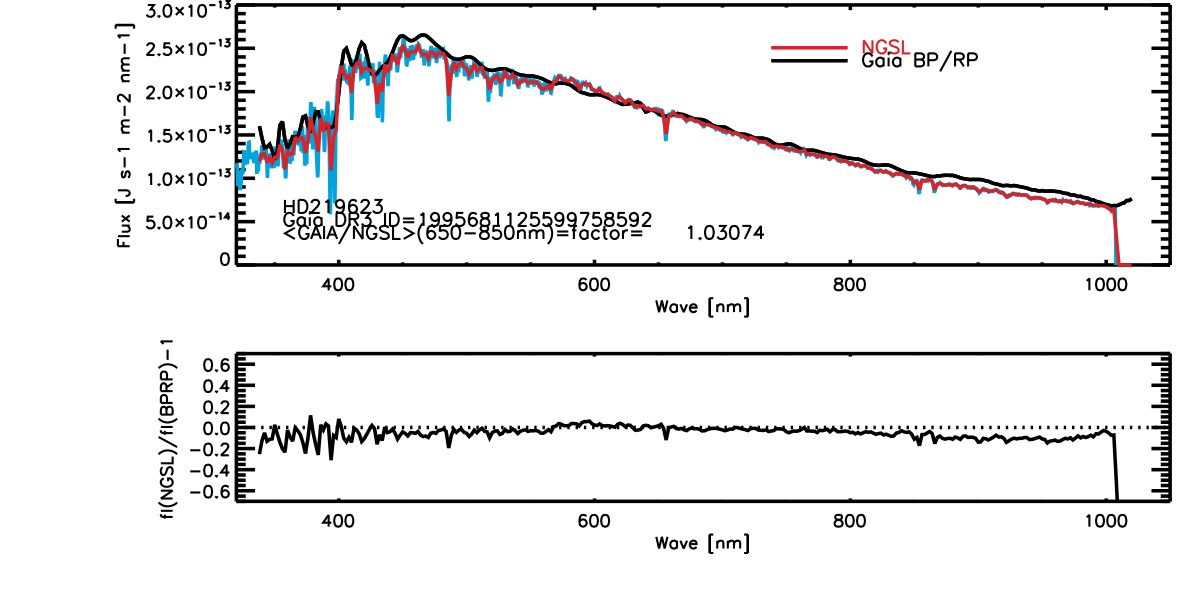 3.0×10−13
2.5×10−13
2.0×10−13
1.5×10−13
1.0×10−13
5.0×10−14
0
Flux [J s−1 m−2 nm−1]
NGSL
Gaia BP/RP
HD219623
Gaia DR3 ID=1995681125599758592
<GAIA/NGSL>(650−850nm)=factor= 1.03074
400 600 800 1000
Wave [nm]
0.6
0.4
0.2
0.0
−0.2
−0.4
−0.6
fl(NGSL)/fl(BPRP)−1
400 600 800 1000
Wave [nm]